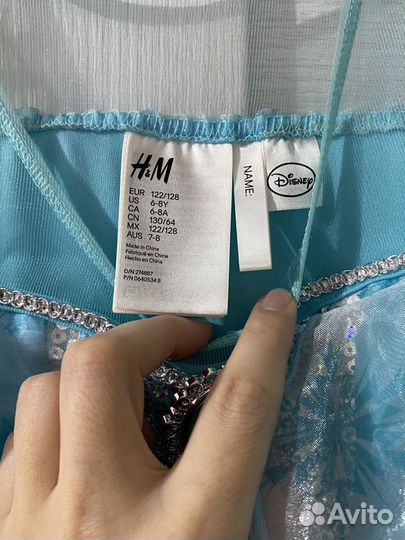 H&M
EUR 122/128
US 6-8Y
CA 6-8A
CN 130/64
MX 122/128
AUS 7-8
Made in China
Fabriqué en Chine
Hecho en China
O/N 274887
P/N 0640534 8
NAME:
Disney
Avito